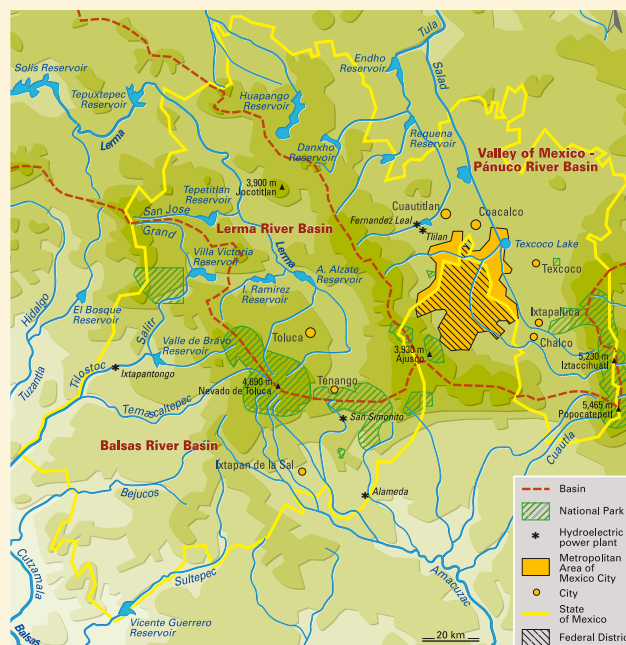 Tula
Solís Reservoir
Endho
Reservoir
Salad
Tepuxtepec
Reservoir
Huapango
Reservoir
Lerma
Danxho
Reservoir
Requena
Reservoir
Valley of Mexico -
Pánuco River Basin
Tepetitlan
Reservoir
3,900 m
Jocotitlan
San Jose
Grand
Lerma River Basin
Cuautitlan
Fernandez Leal
Tlilan
Coacalco
Texcoco Lake
Villa Victoria
Reservoir
Lerma
A. Alzate
Reservoir
Texcoco
I. Ramirez
Reservoir
Hidalgo
El Bosque
Reservoir
Salitr
Ixtapaluca
Toluca
Valle de Bravo
Reservoir
Chalco
3,930 m
Ajusco
5,230 m
Iztaccihuatl
Tilostoc
Ixtapantongo
Tuzantla
4,690 m
Nevado de Toluca
Tenango
Temascaltepec
San Simonito
5,465 m
Popocatepetl
Balsas River Basin
Cuautla
Ixtapan de la Sal
Bejucos
Alameda
Cutzamala
Sultepec
Amacuzac
Vicente Guerrero
Reservoir
Balsas
20 km
Basin
National Park
Hydroelectric
power plant
Metropolitan
Area of
Mexico City
City
State
of Mexico
Federal Distric